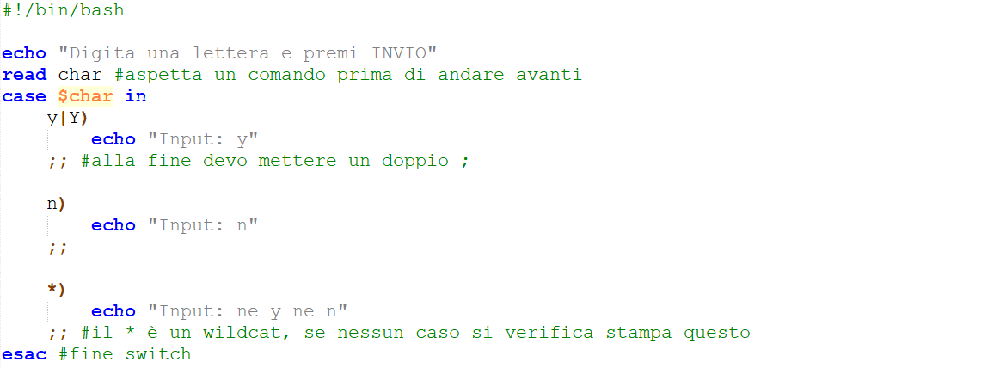 #!/bin/bash
echo "Digita una lettera e premi INVIO"
read char #aspetta un comando prima di andare avanti
case $char in
y|Y)
echo "Input: y"
;; #alla fine devo mettere un doppio ;
n)
echo "Input: n"
;;
*)
echo "Input: ne y ne n"
;; #il * è un wildcat, se nessun caso si verifica stampa questo
esac #fine switch